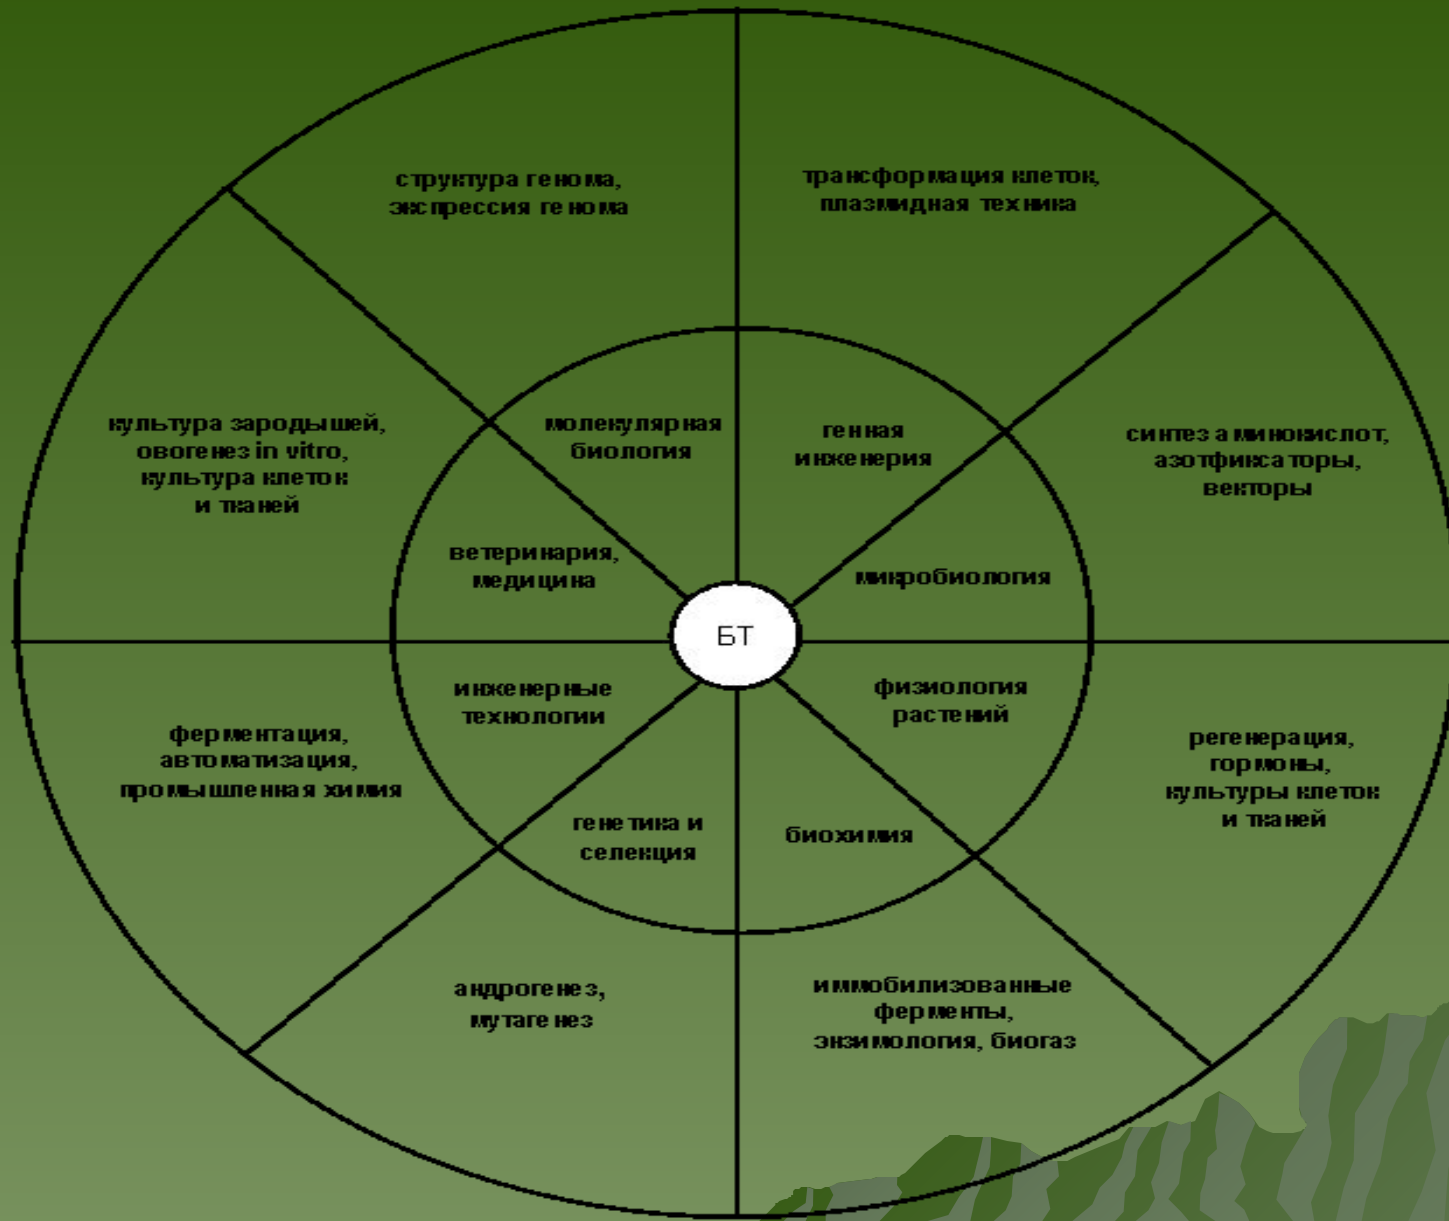 структура генома,
экспрессия генома
трансформация клеток,
плазмидная техника
культура зародышей,
овогенез in vitro,
культура клеток
и тканей
молекулярная
биология
генная
инженерия
синтез аминокислот,
азотфиксаторы,
векторы
ветеринария,
медицина
микробиология
БТ
инженерные
технологии
физиология
растений
ферментация,
автоматизация,
промышленная химия
регенерация,
гормоны,
культуры клеток
и тканей
генетика и
селекция
биохимия
андрогенез,
мутагенез
иммобилизованные
ферменты,
энзимология, биогаз